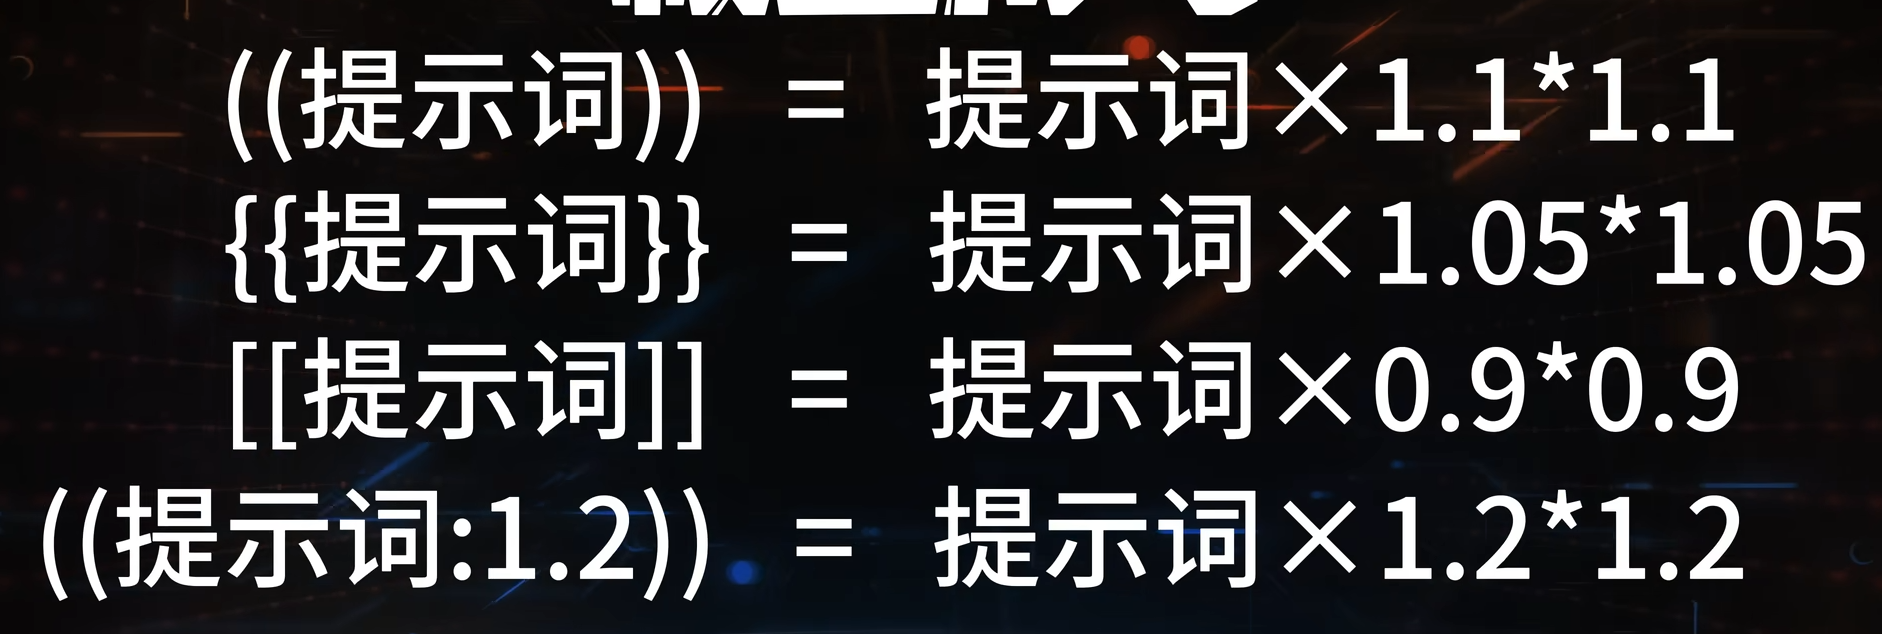 ((提示词)) = 提示词×1.1*1.1
{{提示词}} = 提示词×1.05*1.05
[[提示词]] = 提示词×0.9*0.9
((提示词:1.2)) = 提示词×1.2*1.2